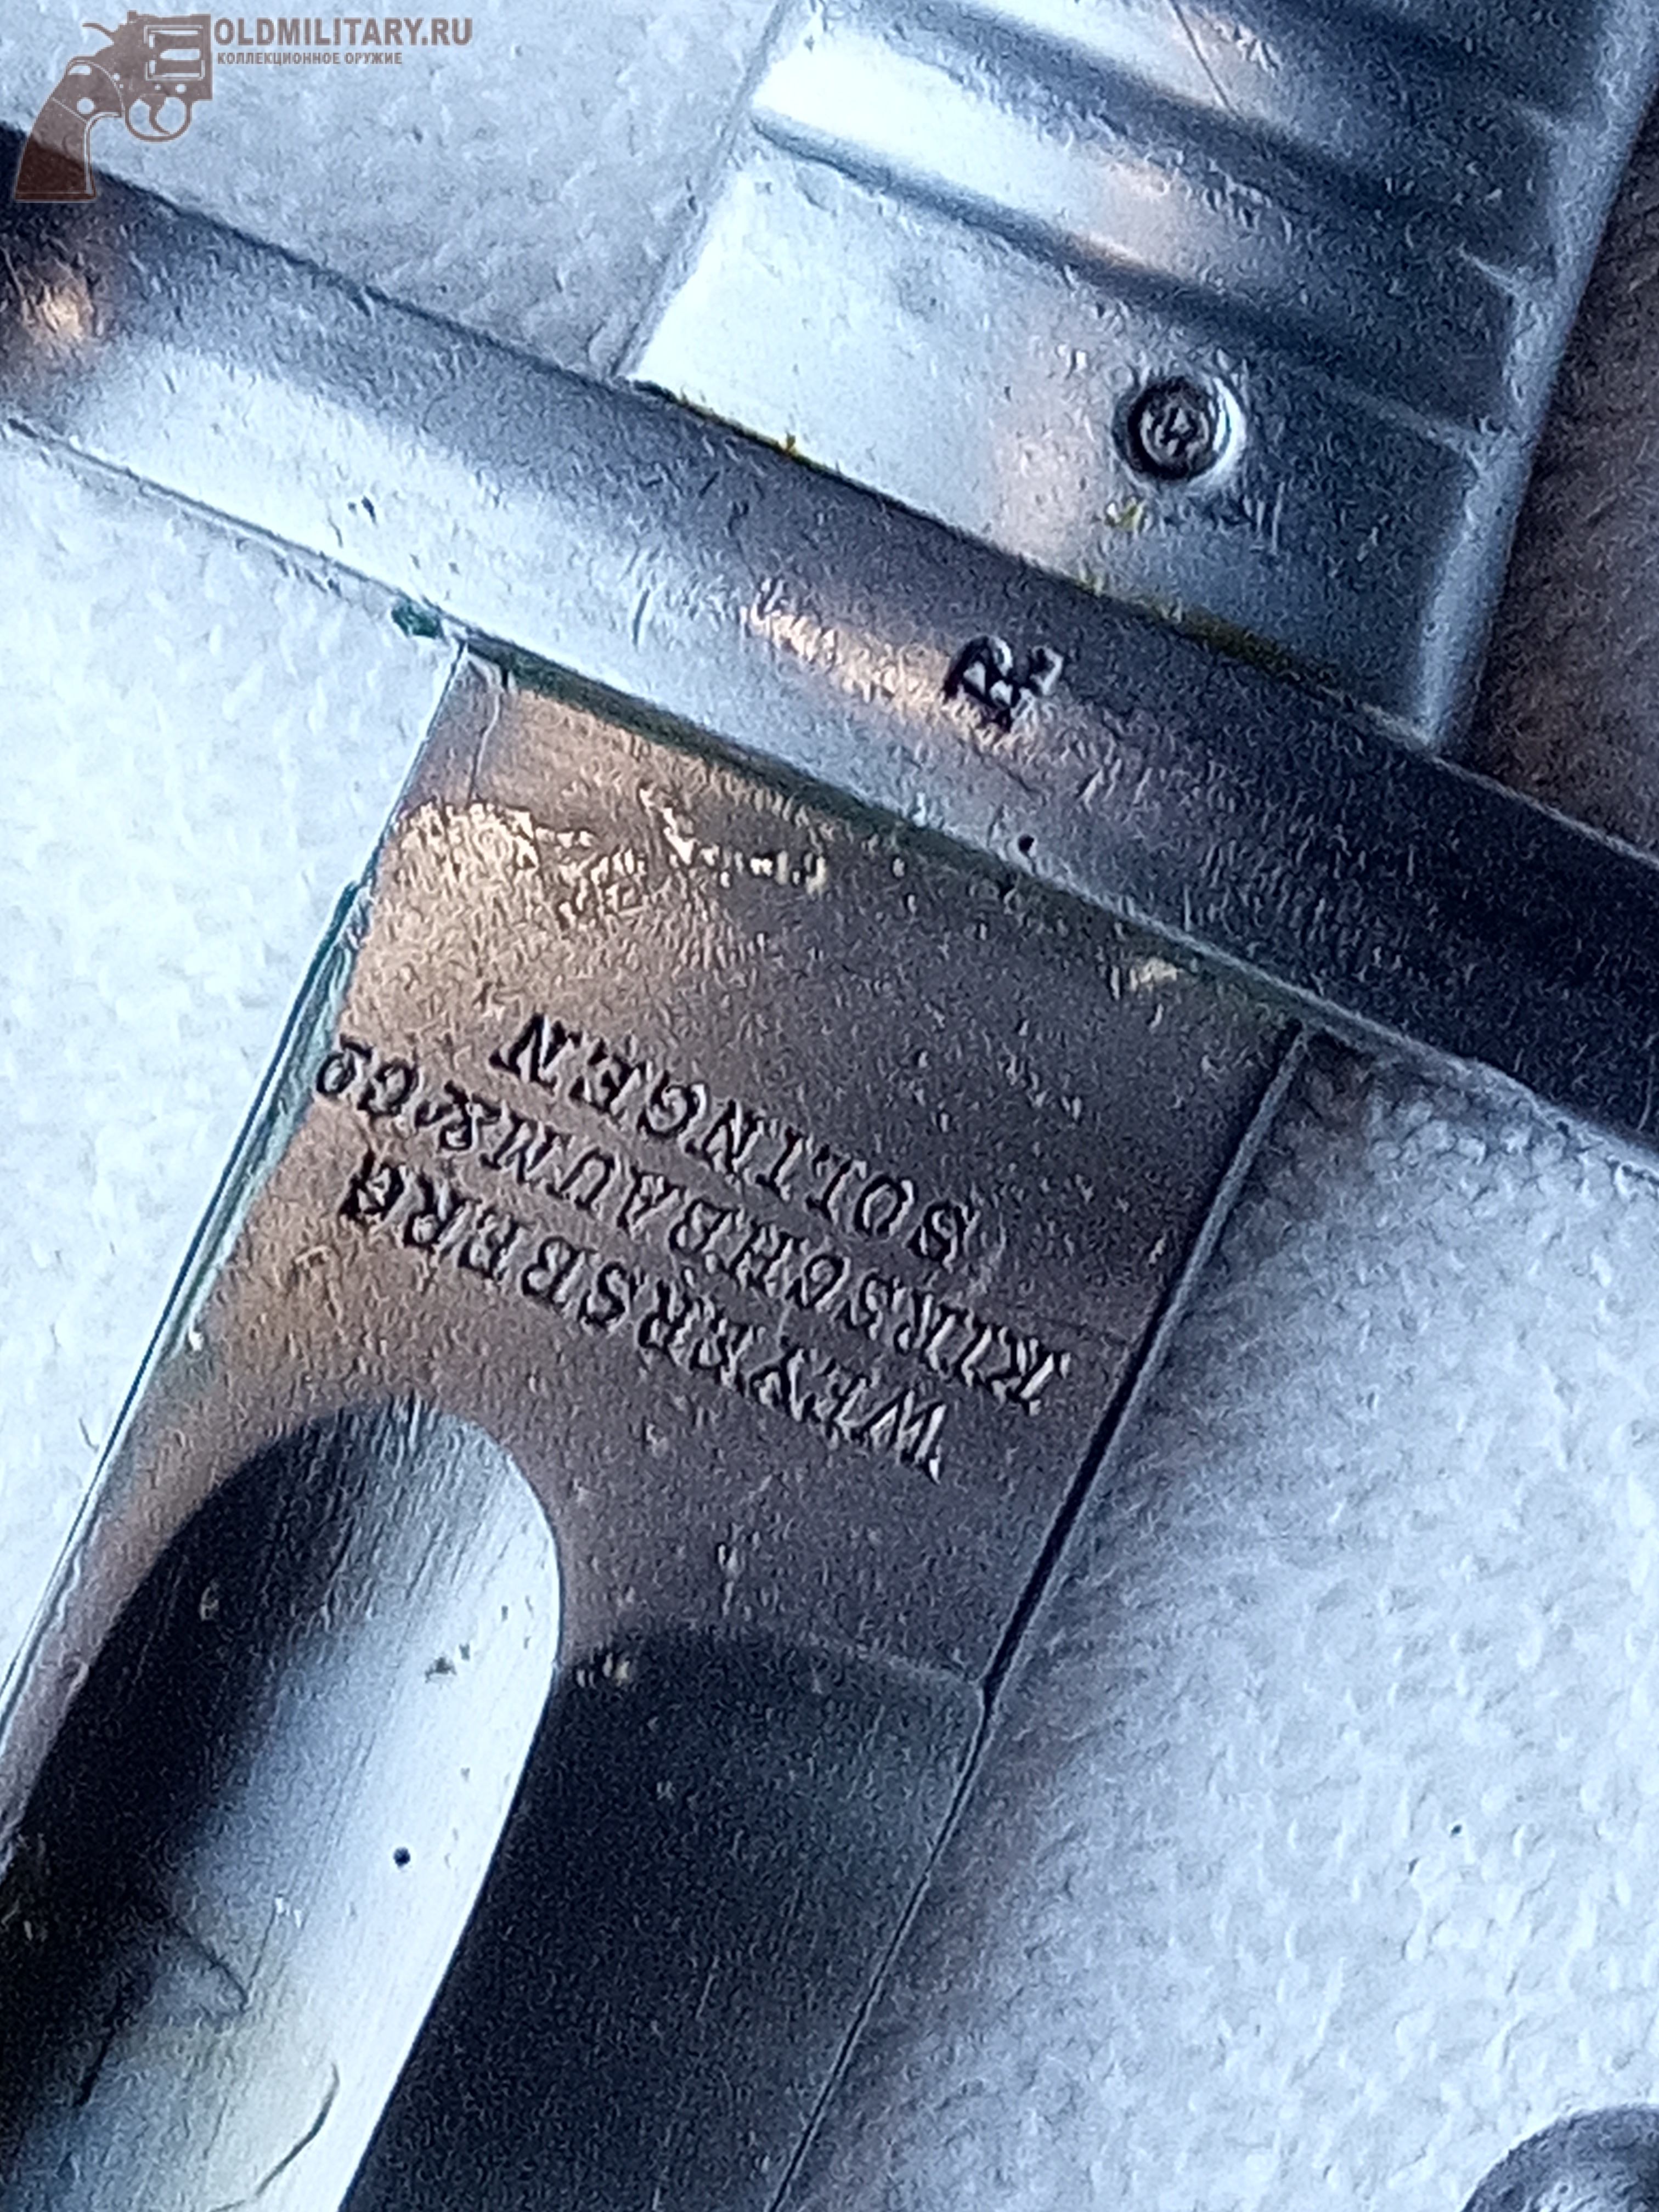 OLDMILITARY.RU
КОЛЛЕКЦИОННОЕ ОРУЖИЕ
R.
WEYERSBERG
KIRSCHBAUM & Co
SOLINGEN